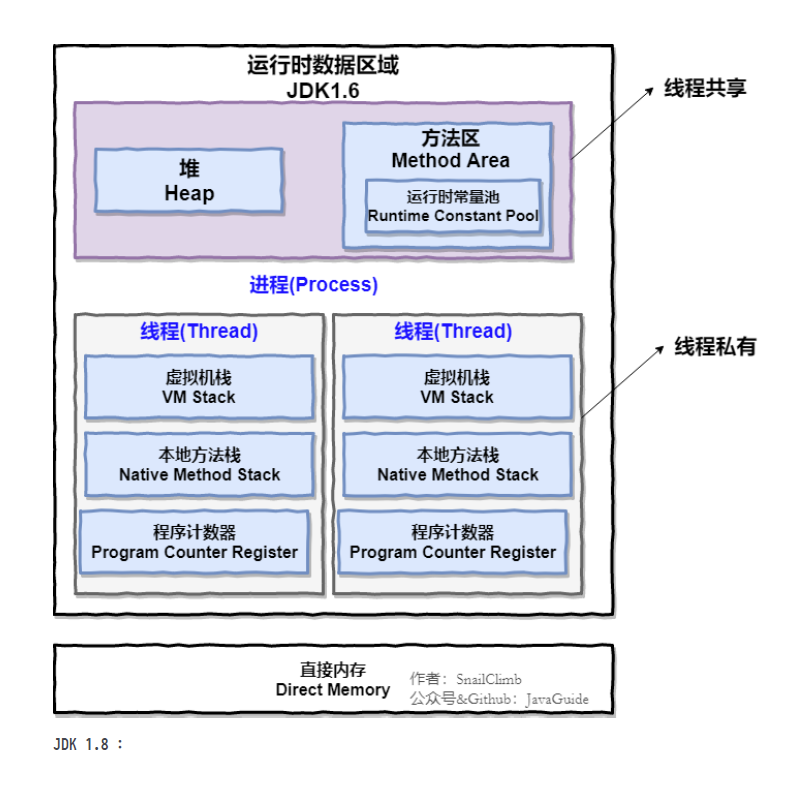 运行时数据区域
JDK1.6
线程共享
堆
Heap
方法区
Method Area
运行时常量池
Runtime Constant Pool
进程(Process)
线程(Thread)
虚拟机栈
VM Stack
本地方法栈
Native Method Stack
程序计数器
Program Counter Register
线程(Thread)
虚拟机栈
VM Stack
本地方法栈
Native Method Stack
程序计数器
Program Counter Register
线程私有
直接内存
Direct Memory
作者：SnailClimb
公众号&Github：JavaGuide
JDK 1.8 ：